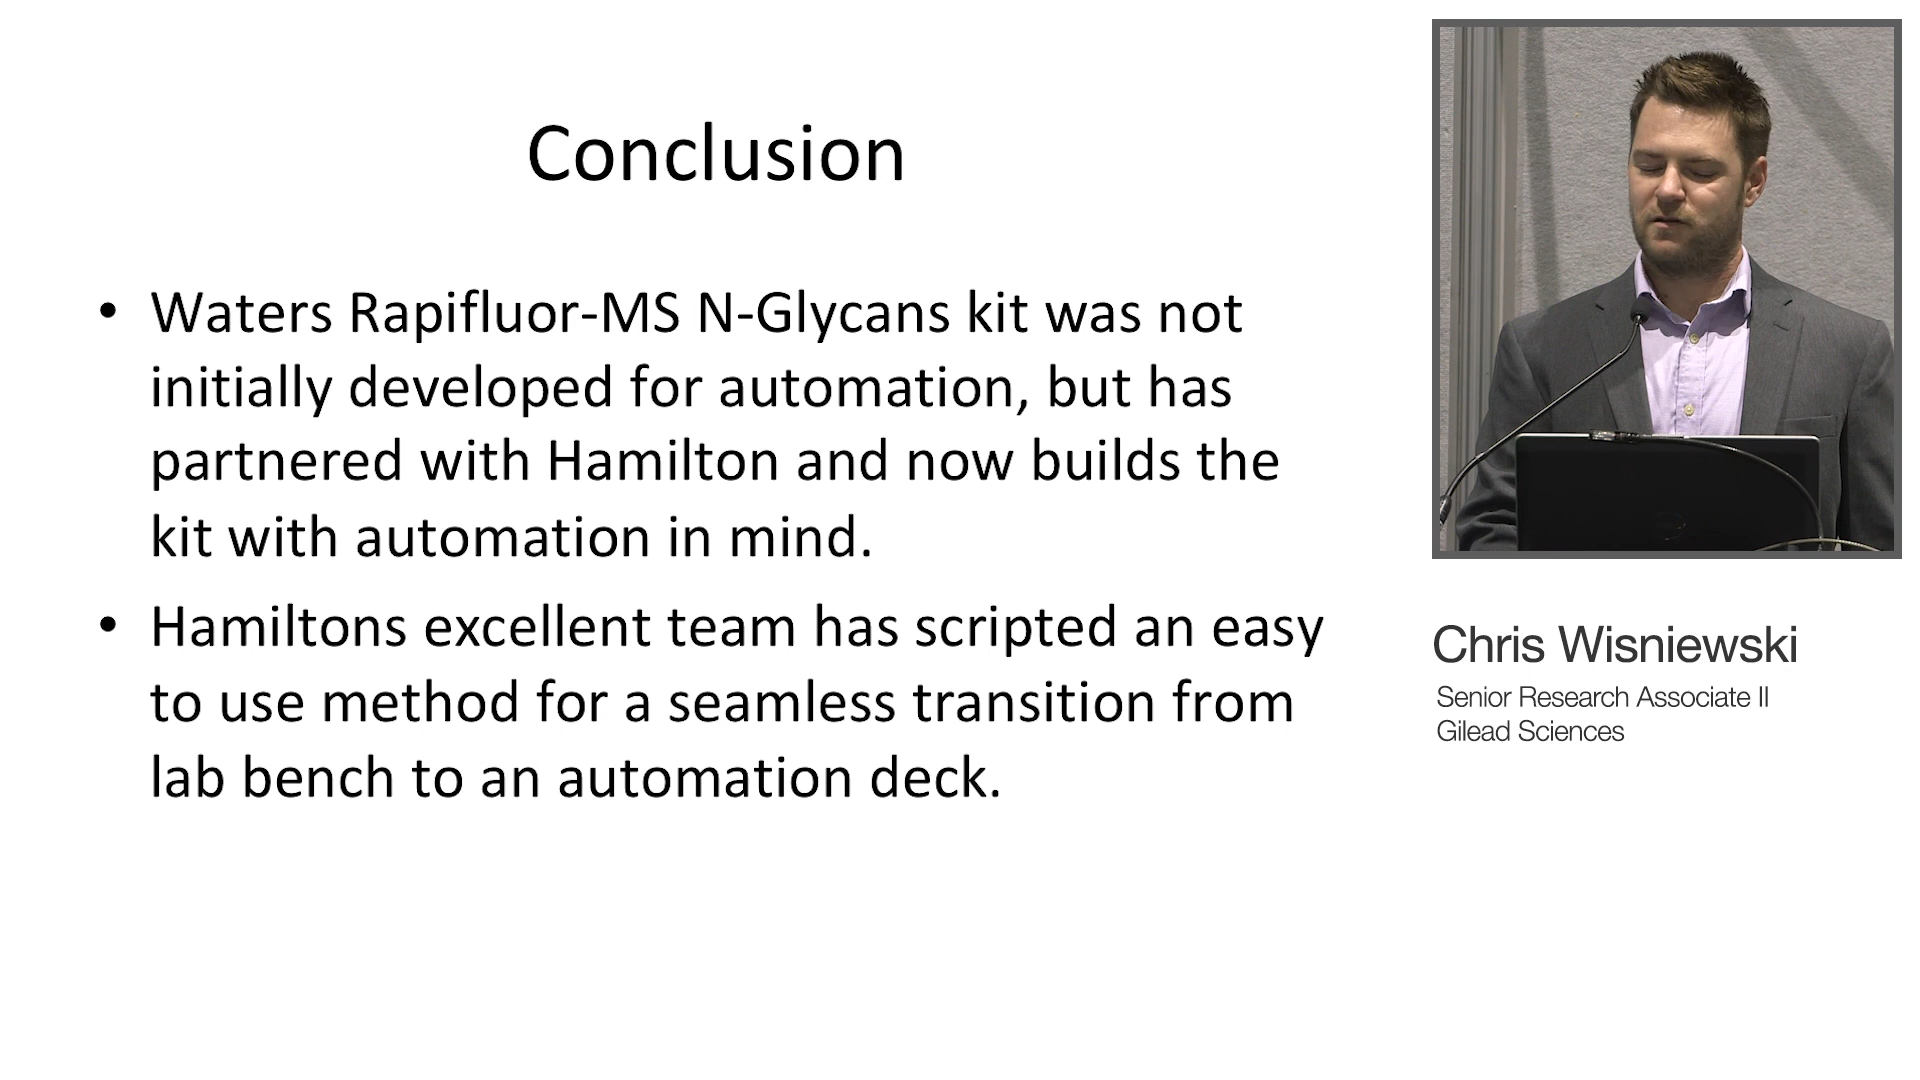 Conclusion
• Waters Rapifluor-MS N-Glycans kit was not
initially developed for automation, but has
partnered with Hamilton and now builds the
kit with automation in mind.
• Hamiltons excellent team has scripted an easy
to use method for a seamless transition from
lab bench to an automation deck.
Chris Wisniewski
Senior Research Associate II
Gilead Sciences